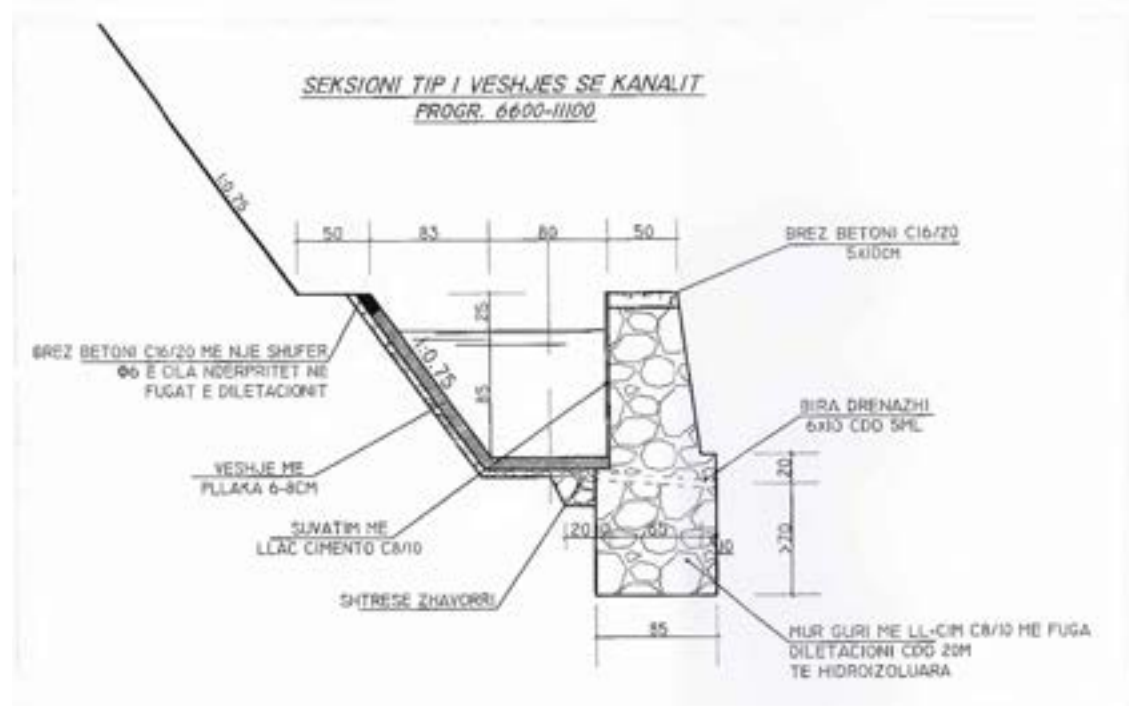 SEKSIONI TIP I VESHJES SE KANALIT
PROGR. 6600-11100
1:0,75
50
83
80
50
BREZ BETONI C16/20
5x10CM
25
BREZ BETONI C16/20 ME NJE SHUFER
Φ6 E CILA NDERPRITET NE
FUGAT E DILETACIONIT
1:0,75
85
BIRA DRENAZHI
6x10 CDO 5ML
VESHJE ME
PLLAKA 6-8CM
20
SUVATIM ME
LLAC CIMENTO C8/10
20
10
65
10
>70
SHTRESE ZHAVORRI
85
MUR GURI ME LL+CIM C8/10 ME FUGA
DILETACIONI CDO 20M
TE HIDROIZOLUARA